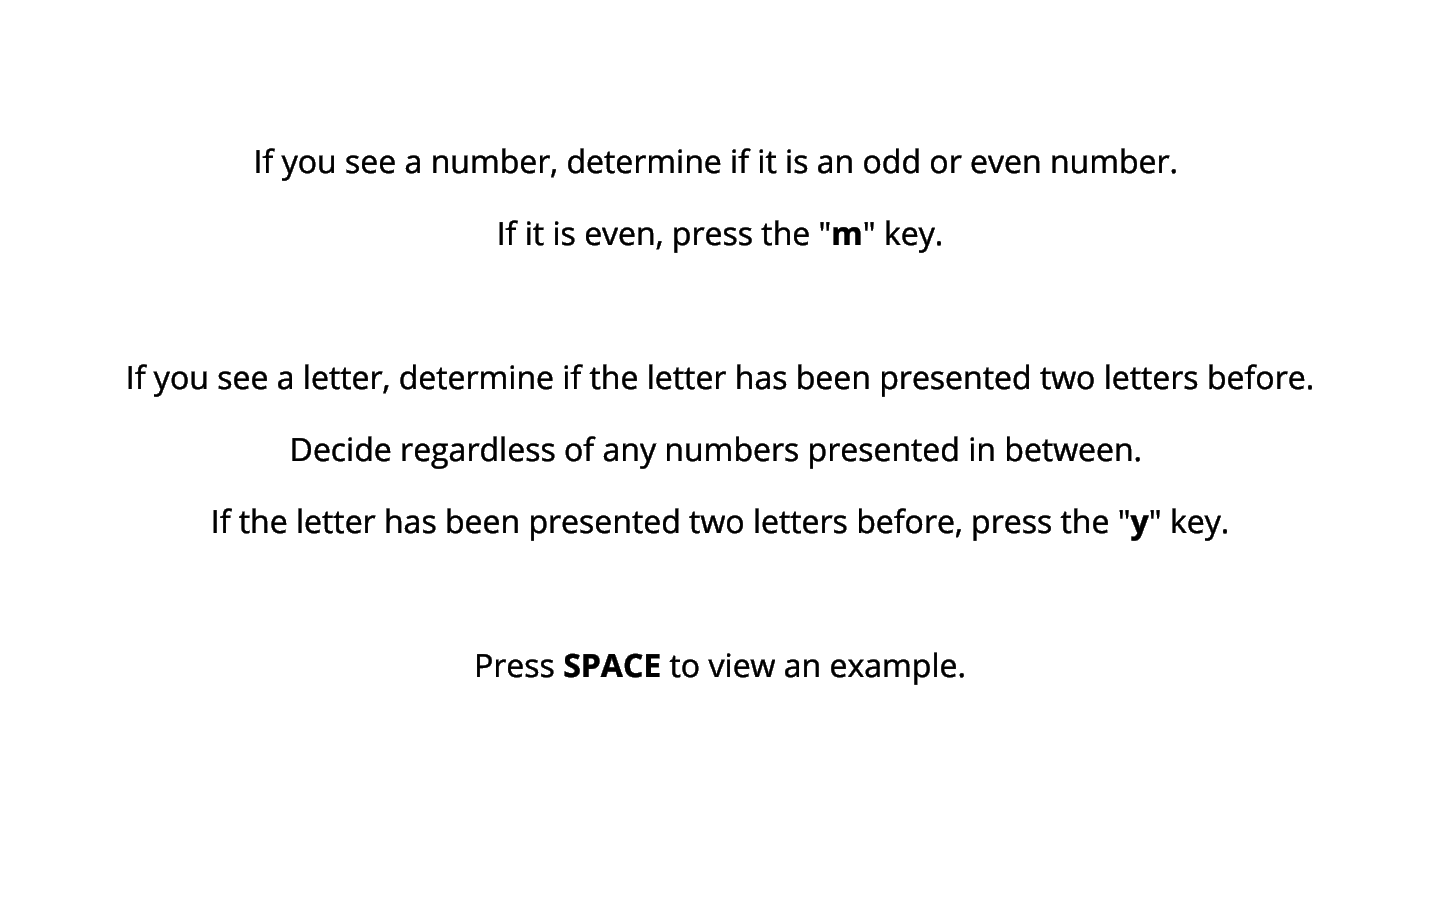 If you see a number, determine if it is an odd or even number.
If it is even, press the "m" key.
If you see a letter, determine if the letter has been presented two letters before.
Decide regardless of any numbers presented in between.
If the letter has been presented two letters before, press the "y" key.
Press SPACE to view an example.